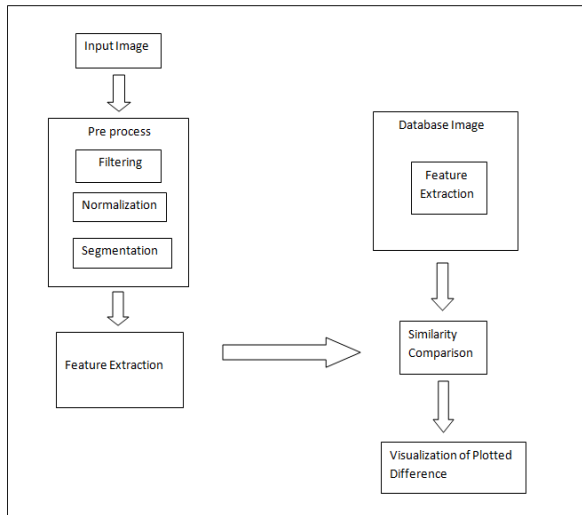 Input Image
Pre process
Filtering
Normalization
Segmentation
Feature Extraction
Database Image
Feature
Extraction
Similarity
Comparison
Visualization of Plotted
Difference